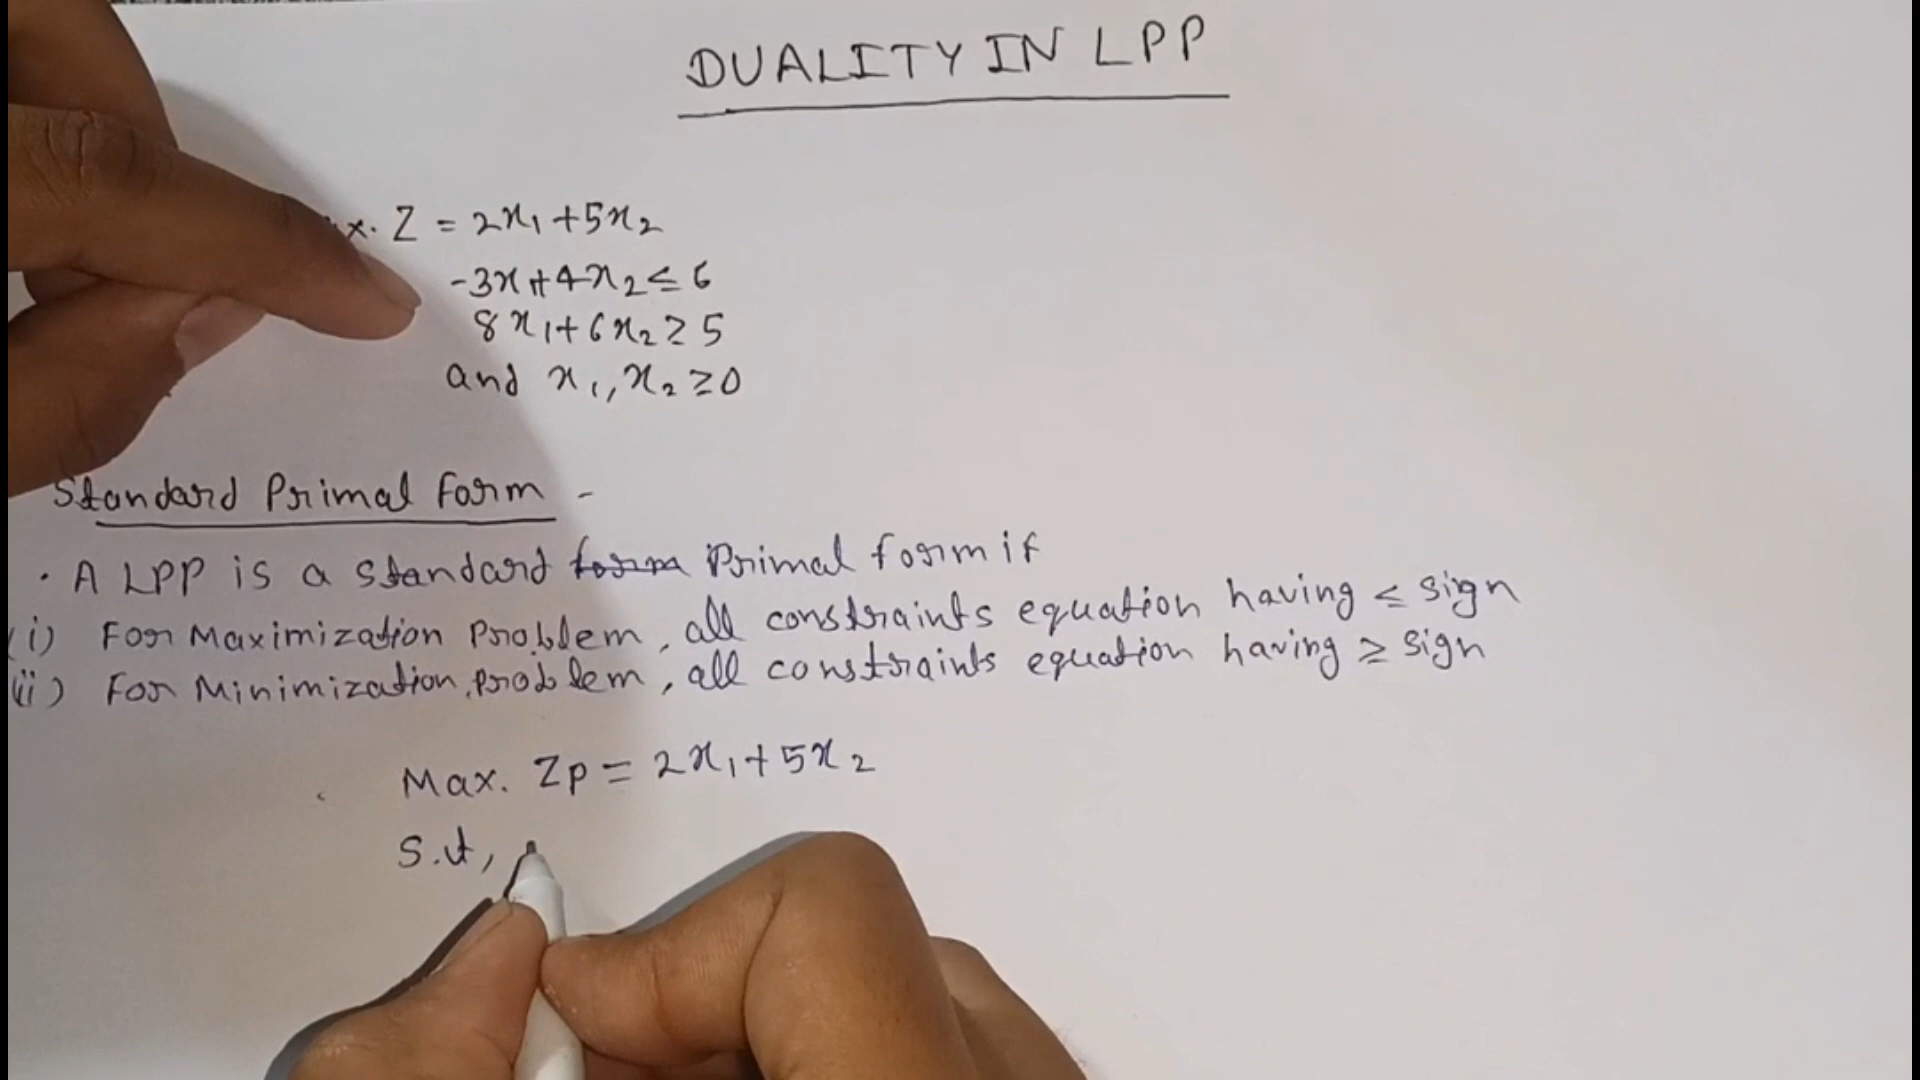 DUALITY IN LPP
x. Z = 2x₁+5x₂
-3x₁+4x₂ ≤ 6
8x₁+6x₂ ≥ 5
and x₁,x₂ ≥0
Standard Primal form -
· A LPP is a standard form Primal form if
(i) For Maximization Problem, all constraints equation having ≤ sign
(ii) For Minimization problem, all constraints equation having ≥ sign
Max. Zp = 2x₁+5x₂
S.t,